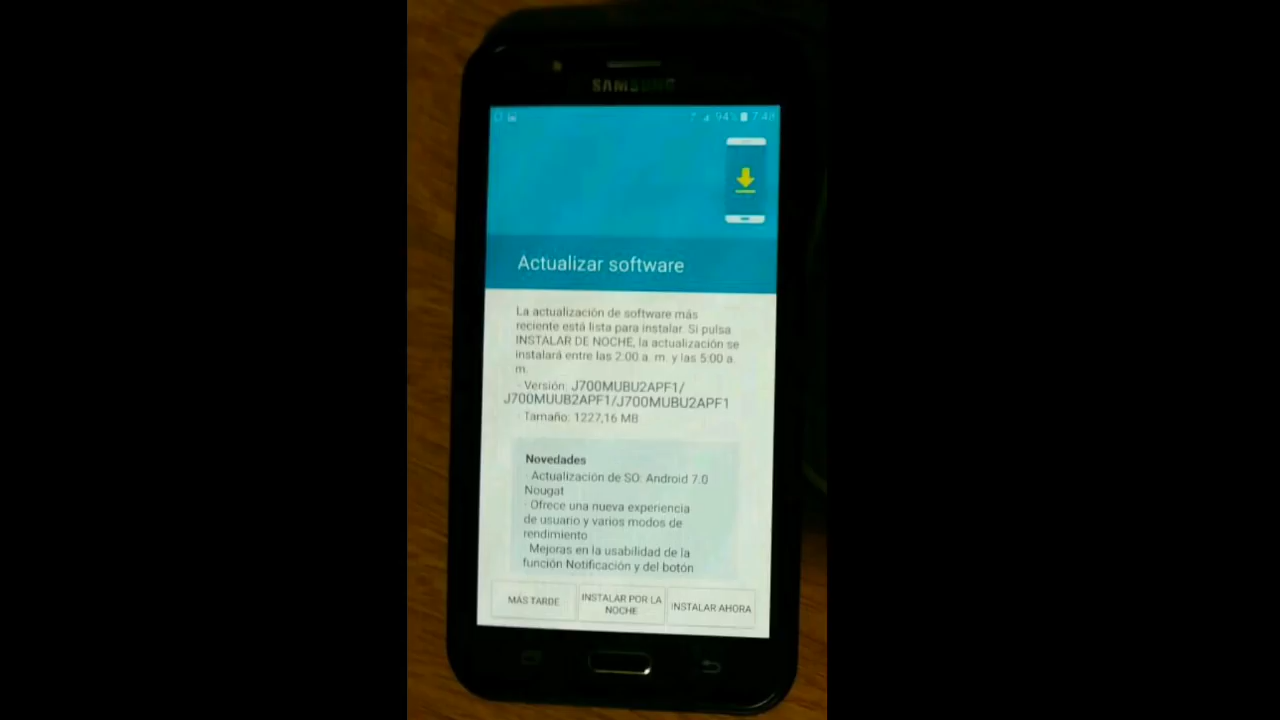 SAMSUNG
94% 7:48
Actualizar software
La actualización de software más
reciente está lista para instalar. Si pulsa
INSTALAR DE NOCHE, la actualización se
instalará entre las 2:00 a. m. y las 5:00 a.
m.
· Versión: J700MUBU2APF1/
J700MUUB2APF1/J700MUBU2APF1
· Tamaño: 1227,16 MB
Novedades
· Actualización de SO: Android 7.0
Nougat
· Ofrece una nueva experiencia
de usuario y varios modos de
rendimiento
· Mejoras en la usabilidad de la
función Notificación y del botón
MÁS TARDE
INSTALAR POR LA
NOCHE
INSTALAR AHORA